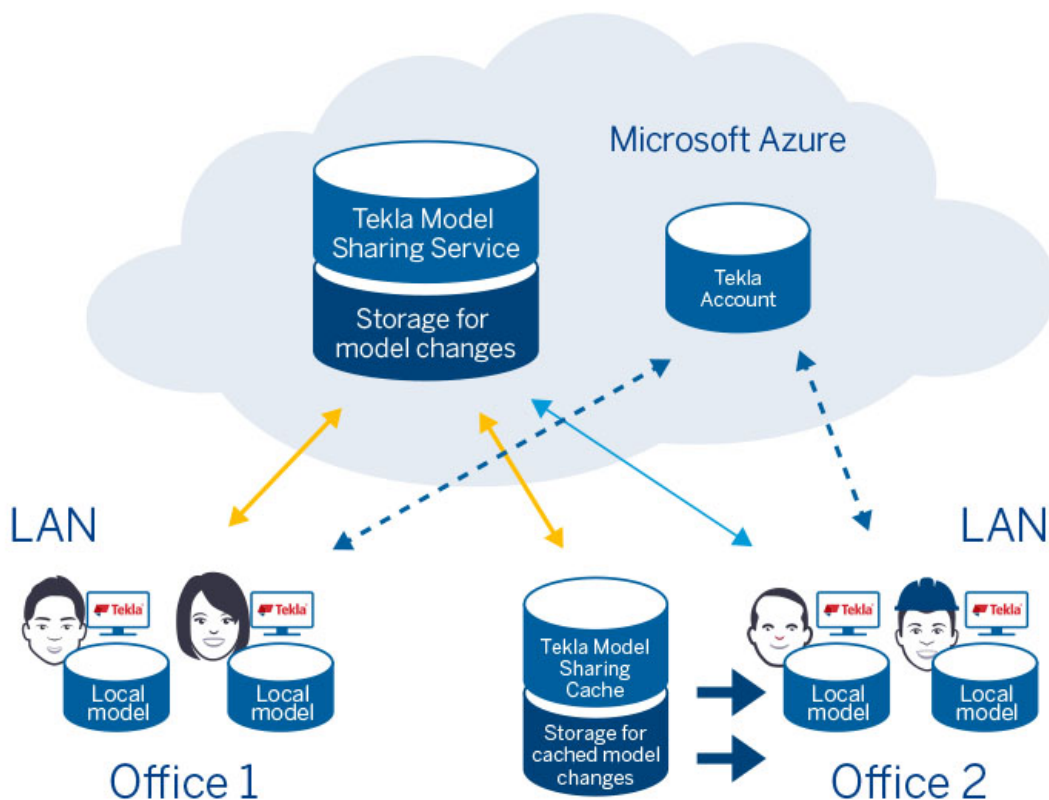 Microsoft Azure
Tekla Model
Sharing Service
Storage for
model changes
Tekla
Account
LAN
LAN
Tekla
Tekla
Local
model
Local
model
Office 1
Tekla Model
Sharing
Cache
Storage for
cached model
changes
Tekla
Tekla
Local
model
Local
model
Office 2